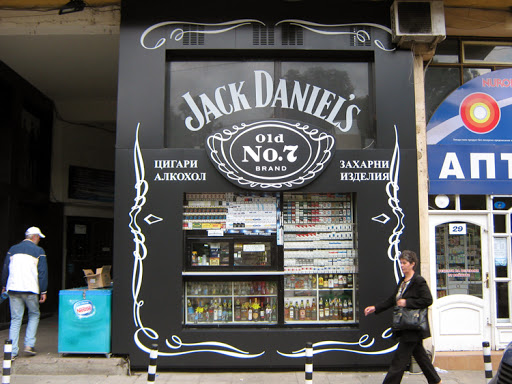 JACK DANIEL'S
Old
No.7
BRAND
ЦИГАРИ
АЛКОХОЛ
ЗАХАРНИ
ИЗДЕЛИЯ
АПТ
29